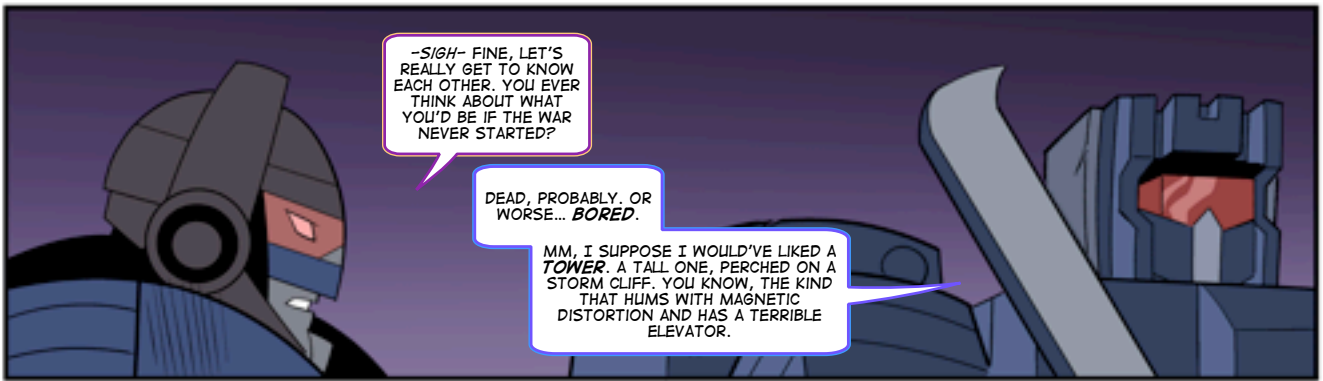 -SIGH- FINE, LET'S
REALLY GET TO KNOW
EACH OTHER. YOU EVER
THINK ABOUT WHAT
YOU'D BE IF THE WAR
NEVER STARTED?
DEAD, PROBABLY. OR
WORSE... BORED.
MM, I SUPPOSE I WOULD'VE LIKED A
TOWER. A TALL ONE, PERCHED ON A
STORM CLIFF. YOU KNOW, THE KIND
THAT HUMS WITH MAGNETIC
DISTORTION AND HAS A TERRIBLE
ELEVATOR.